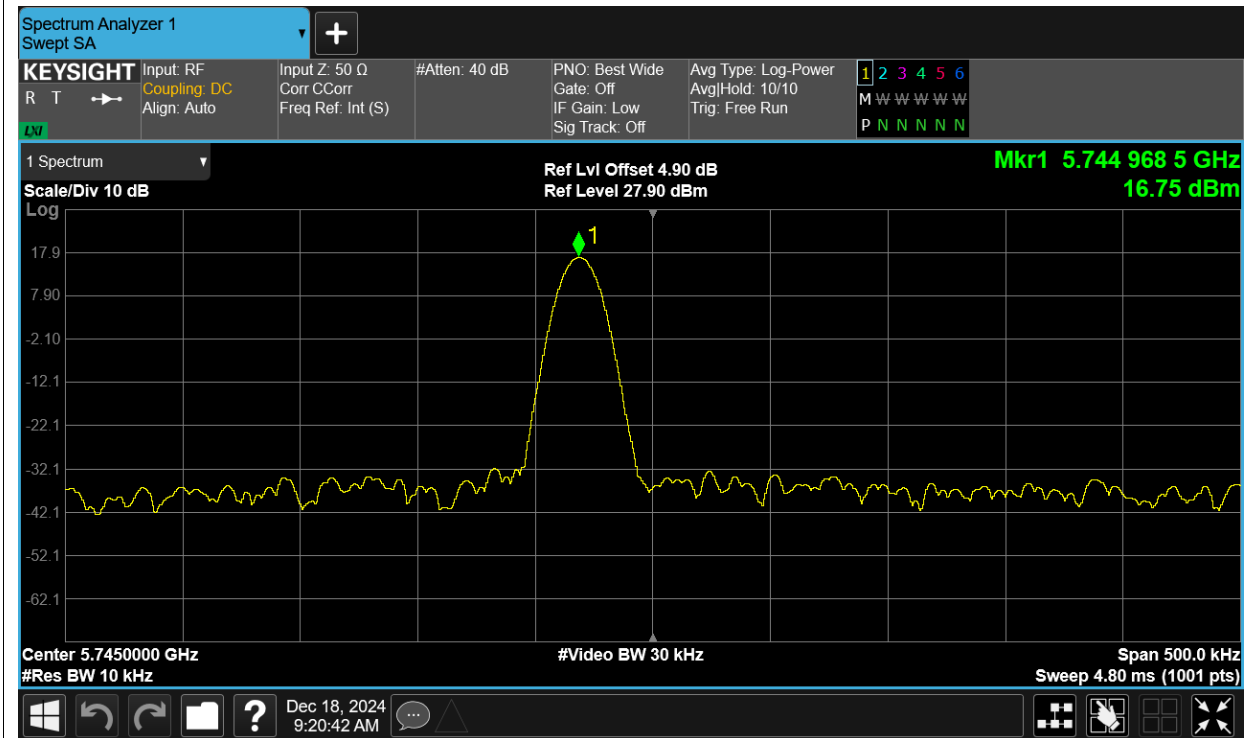 Spectrum Analyzer 1
Swept SA
+
KEYSIGHT
R T
LXI
Input: RF
Coupling: DC
Align: Auto
Input Z: 50 Ω
Corr CCorr
Freq Ref: Int (S)
#Atten: 40 dB
PNO: Best Wide
Gate: Off
IF Gain: Low
Sig Track: Off
Avg Type: Log-Power
Avg|Hold: 10/10
Trig: Free Run
1 2 3 4 5 6
M W W W W W
P N N N N N
1 Spectrum
Scale/Div 10 dB
Log
Ref Lvl Offset 4.90 dB
Ref Level 27.90 dBm
Mkr1 5.744 968 5 GHz
16.75 dBm
1
17.9
7.90
-2.10
-12.1
-22.1
-32.1
-42.1
-52.1
-62.1
Center 5.7450000 GHz
#Res BW 10 kHz
#Video BW 30 kHz
Span 500.0 kHz
Sweep 4.80 ms (1001 pts)
?
Dec 18, 2024
9:20:42 AM